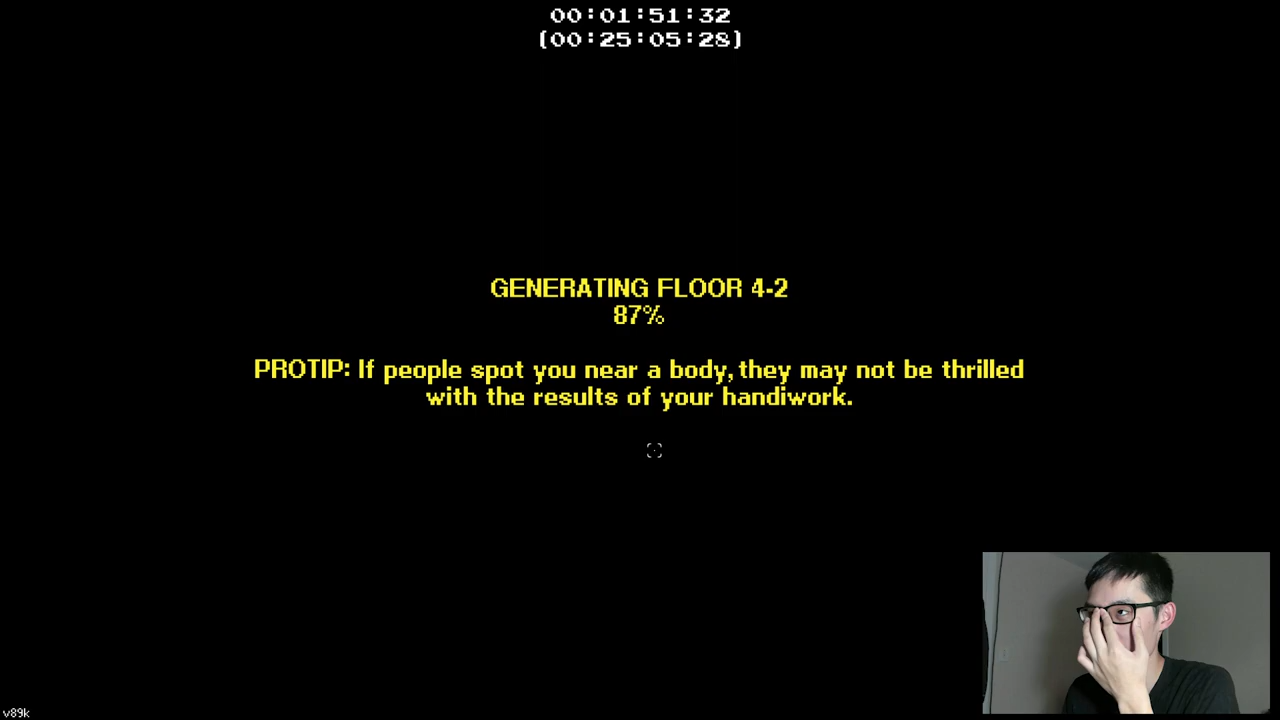 00:01:51:32
(00:25:05:28)
GENERATING FLOOR 4-2
87%
PROTIP: If people spot you near a body, they may not be thrilled
with the results of your handiwork.
v89k